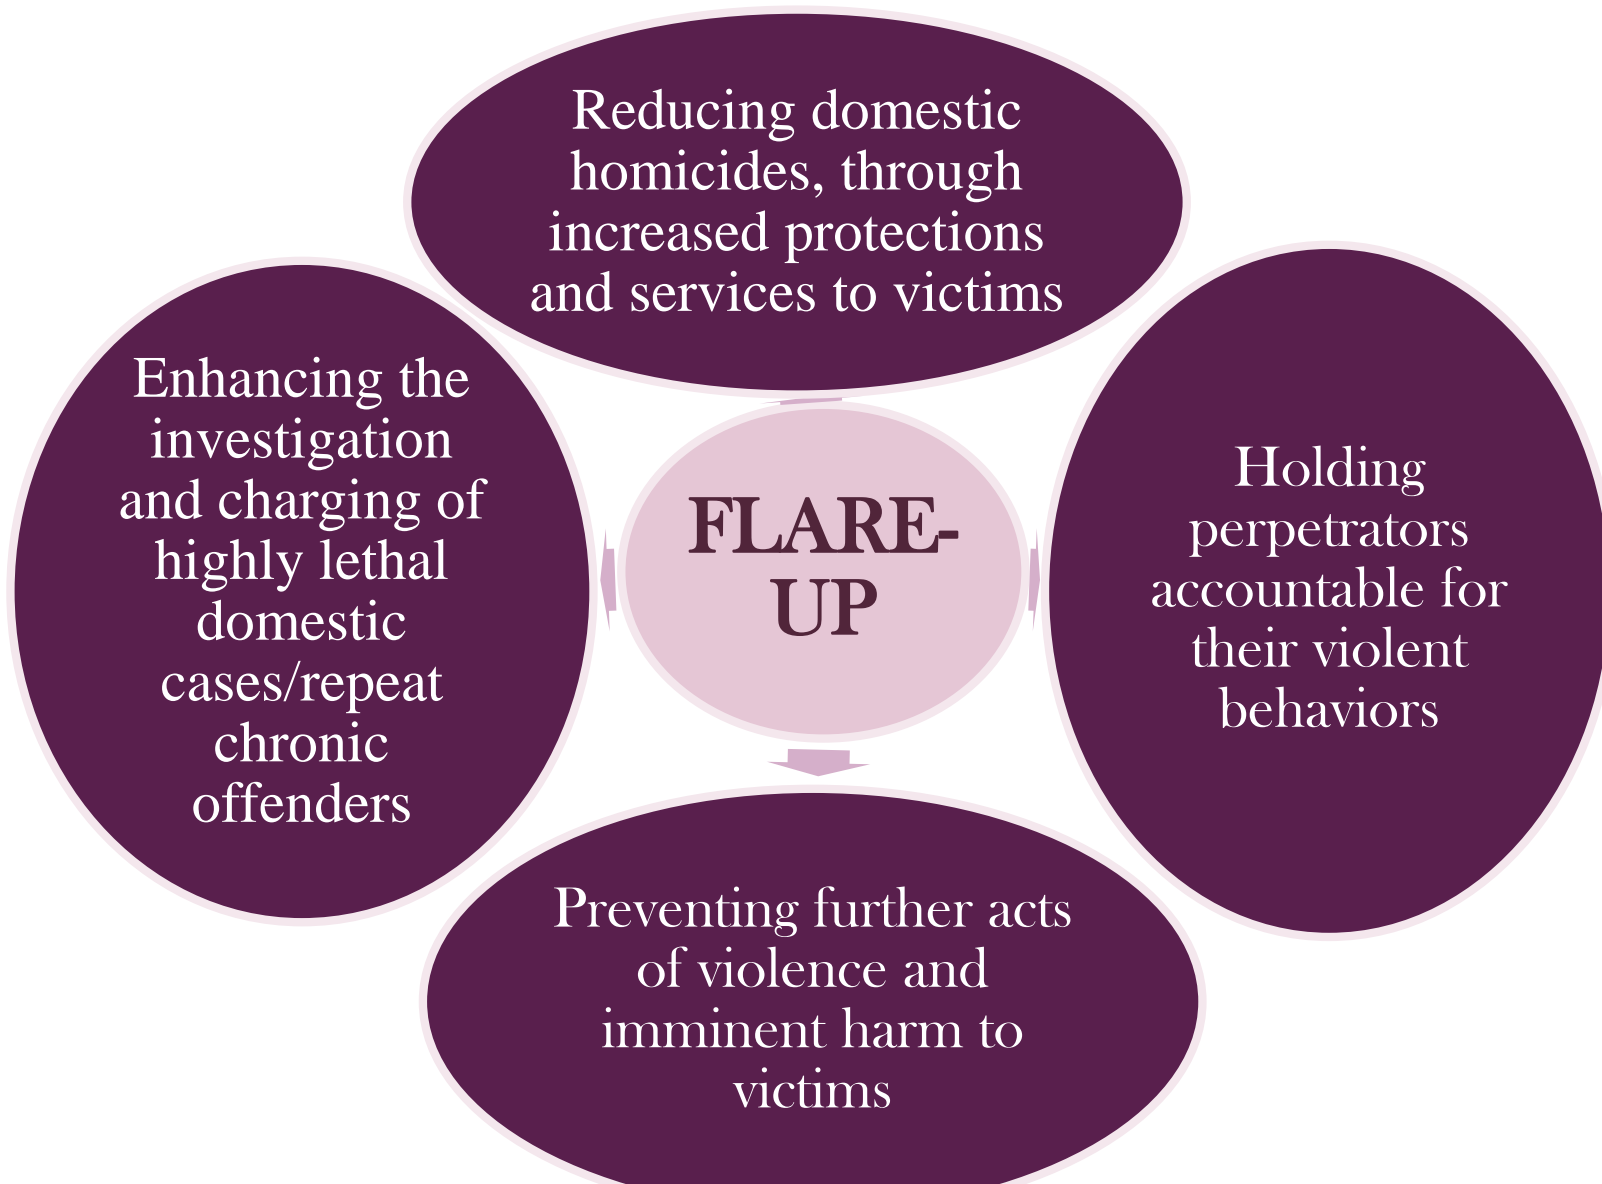 Reducing domestic
homicides, through
increased protections
and services to victims
Enhancing the
investigation
and charging of
highly lethal
domestic
cases/repeat
chronic
offenders
FLARE-
UP
Holding
perpetrators
accountable for
their violent
behaviors
Preventing further acts
of violence and
imminent harm to
victims